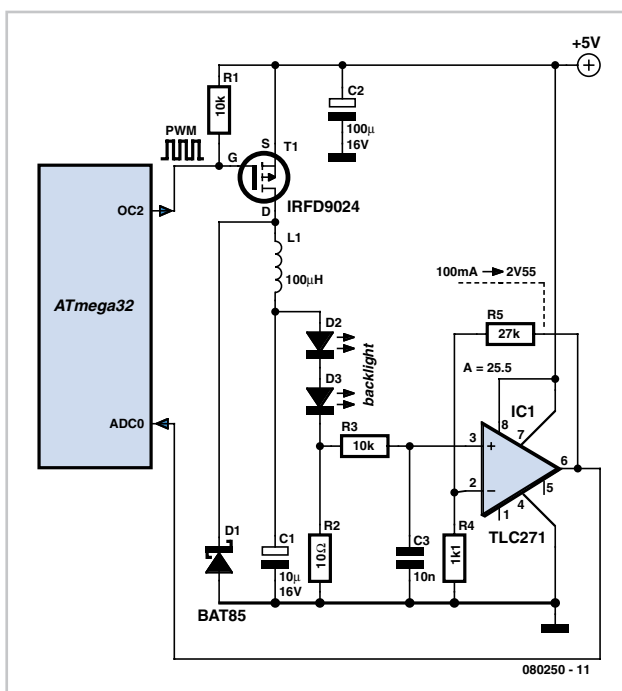 +5V
R1
10k
C2
100µ
16V
PWM
S
T1
G
D
IRFD9024
OC2
ATmega32
ADC0
L1
100µH
100mA → 2V55
R5
27k
D2
D3
backlight
A = 25.5
IC1
8
7
R3
10k
3
+
2
−
6
5
4
1
TLC271
R2
10Ω
R4
1k1
D1
BAT85
C1
10µ
16V
C3
10n
080250 - 11